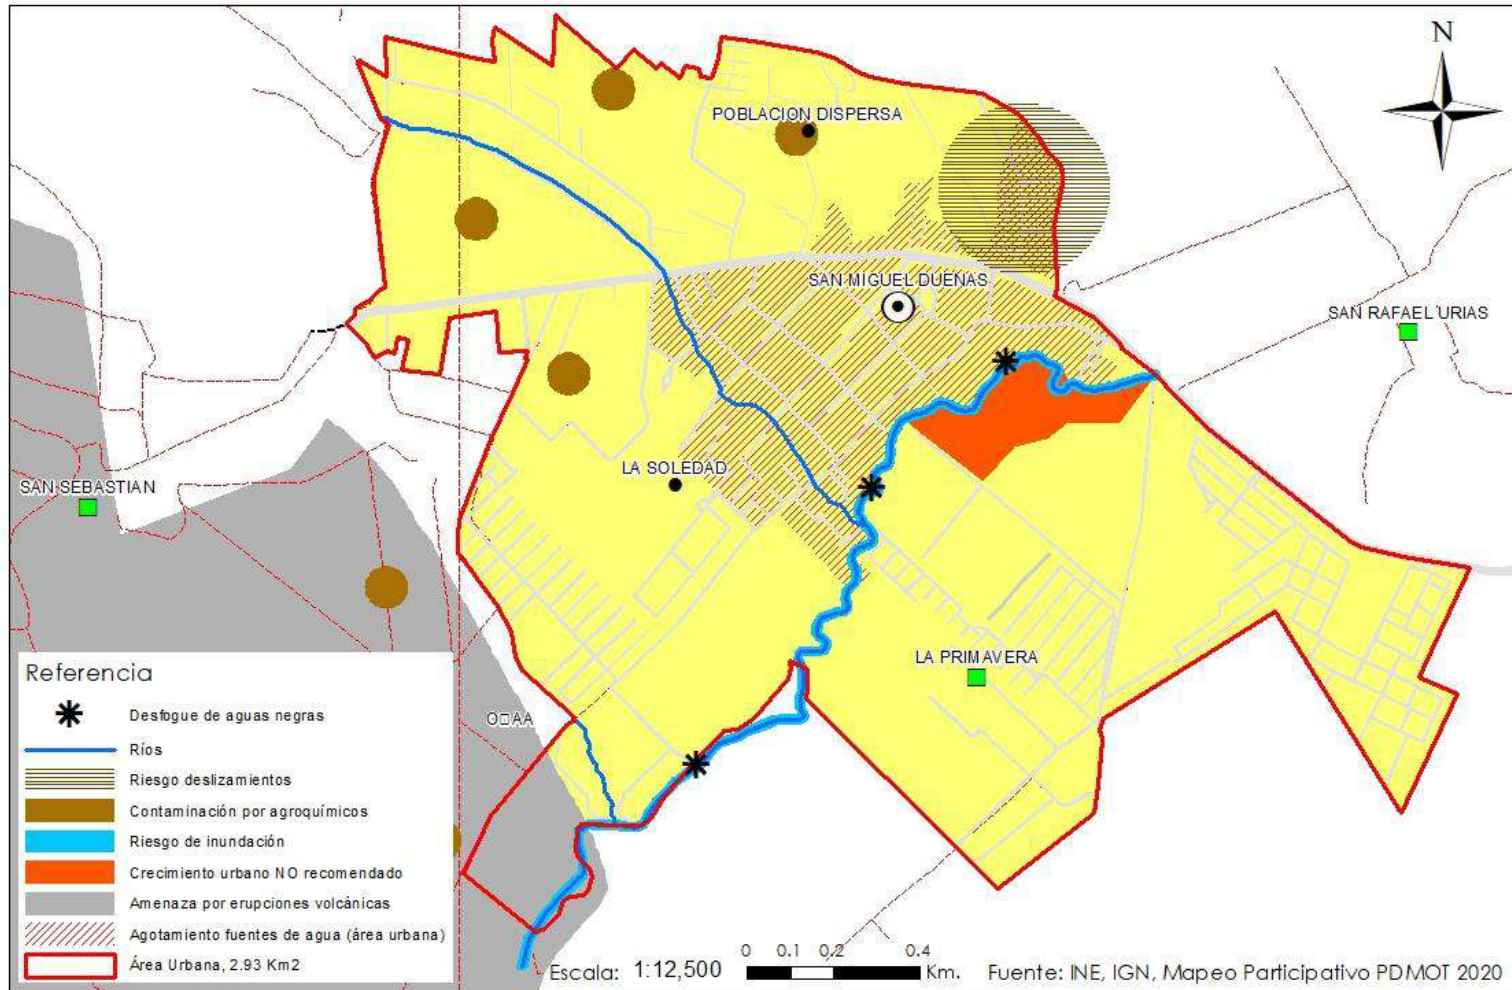 N
POBLACION DISPERSA
SAN MIGUEL DUEÑAS
SAN RAFAEL URIAS
LA SOLEDAD
SAN SEBASTIAN
LA PRIMAVERA
O□AA
Referencia
Desfogue de aguas negras
Ríos
Riesgo deslizamientos
Contaminación por agroquímicos
Riesgo de inundación
Crecimiento urbano NO recomendado
Amenaza por erupciones volcánicas
Agotamiento fuentes de agua (área urbana)
Área Urbana, 2.93 Km2
Escala: 1:12,500
0 0.1 0.2 0.4
Km.
Fuente: INE, IGN, Mapeo Participativo PDMOT 2020